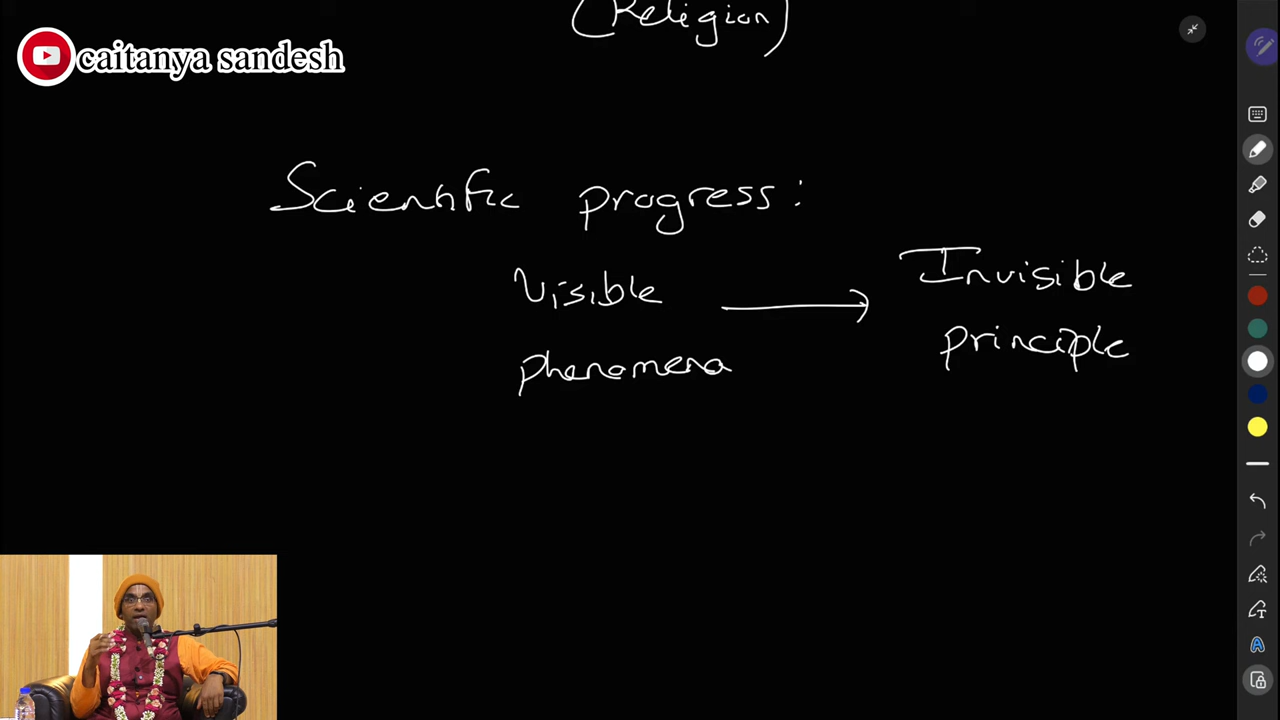 (Religion)
caitanya sandesh
Scientific progress:
Visible
Invisible
phenomena
principle